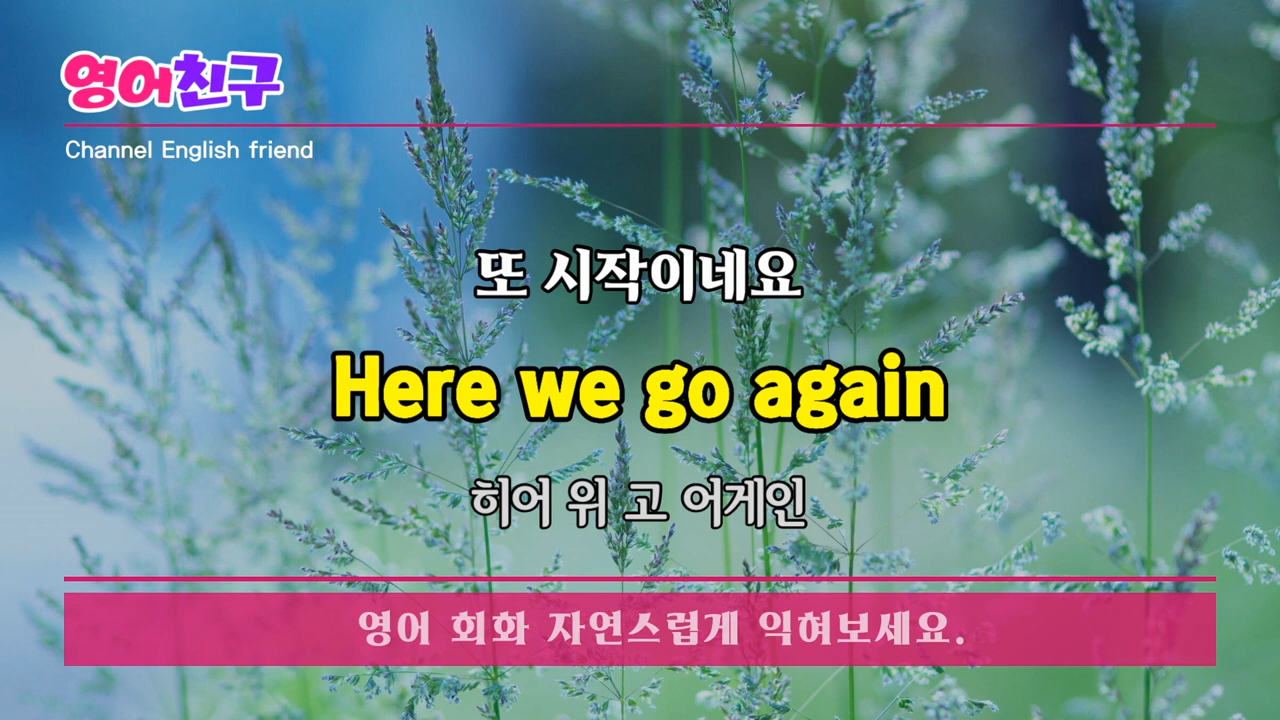 영어친구
Channel English friend
또 시작이네요
Here we go again
히어 위 고 어게인
영어 회화 자연스럽게 익혀보세요.